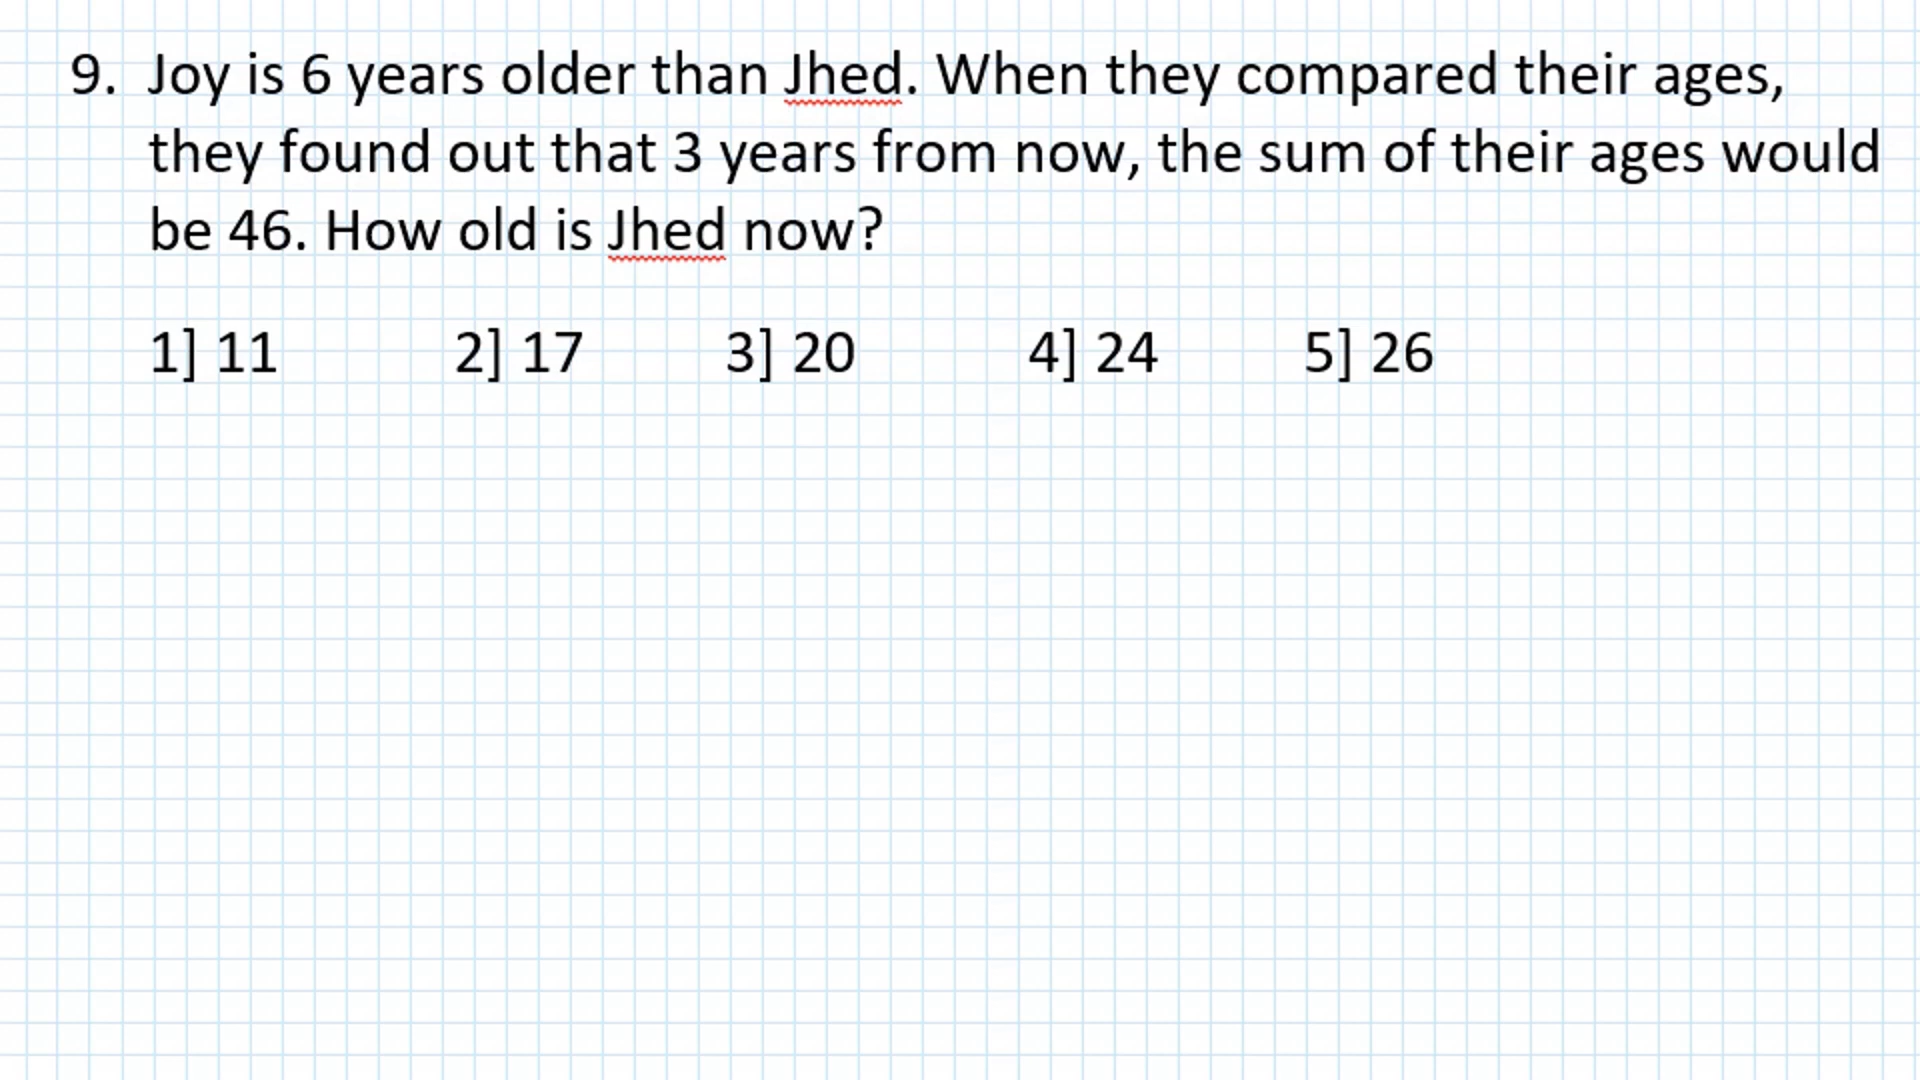 9. Joy is 6 years older than Jhed. When they compared their ages,
they found out that 3 years from now, the sum of their ages would
be 46. How old is Jhed now?
1] 11 2] 17 3] 20 4] 24 5] 26